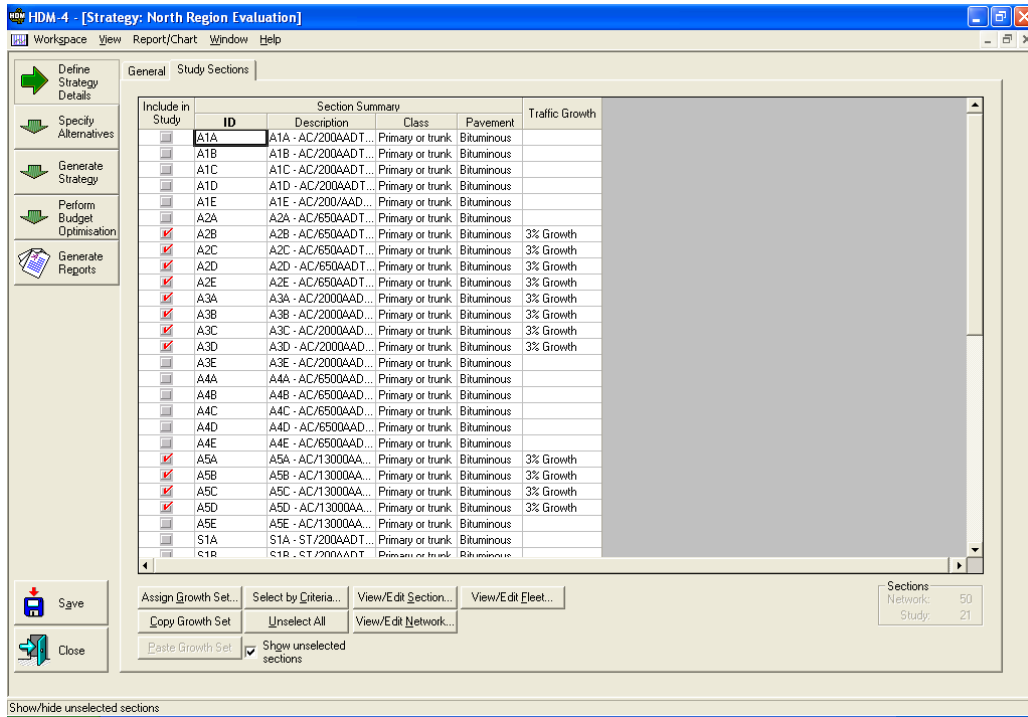 HDM-4 - [Strategy: North Region Evaluation]
Workspace View Report/Chart Window Help
Define Strategy Details
Specify Alternatives
Generate Strategy
Perform Budget Optimisation
Generate Reports
General Study Sections
Include in Study Section Summary Traffic Growth
ID Description Class Pavement
A1A A1A - AC/200AADT... Primary or trunk Bituminous
A1B A1B - AC/200AADT... Primary or trunk Bituminous
A1C A1C - AC/200AADT... Primary or trunk Bituminous
A1D A1D - AC/200AADT... Primary or trunk Bituminous
A1E A1E - AC/200/AAD... Primary or trunk Bituminous
A2A A2A - AC/650AADT... Primary or trunk Bituminous
A2B A2B - AC/650AADT... Primary or trunk Bituminous 3% Growth
A2C A2C - AC/650AADT... Primary or trunk Bituminous 3% Growth
A2D A2D - AC/650AADT... Primary or trunk Bituminous 3% Growth
A2E A2E - AC/650AADT... Primary or trunk Bituminous 3% Growth
A3A A3A - AC/2000AAD... Primary or trunk Bituminous 3% Growth
A3B A3B - AC/2000AAD... Primary or trunk Bituminous 3% Growth
A3C A3C - AC/2000AAD... Primary or trunk Bituminous 3% Growth
A3D A3D - AC/2000AAD... Primary or trunk Bituminous 3% Growth
A3E A3E - AC/2000AAD... Primary or trunk Bituminous
A4A A4A - AC/6500AAD... Primary or trunk Bituminous
A4B A4B - AC/6500AAD... Primary or trunk Bituminous
A4C A4C - AC/6500AAD... Primary or trunk Bituminous
A4D A4D - AC/6500AAD... Primary or trunk Bituminous
A4E A4E - AC/6500AAD... Primary or trunk Bituminous
A5A A5A - AC/13000AA... Primary or trunk Bituminous 3% Growth
A5B A5B - AC/13000AA... Primary or trunk Bituminous 3% Growth
A5C A5C - AC/13000AA... Primary or trunk Bituminous 3% Growth
A5D A5D - AC/13000AA... Primary or trunk Bituminous 3% Growth
A5E A5E - AC/13000AA... Primary or trunk Bituminous
S1A S1A - ST/200AADT... Primary or trunk Bituminous
S1B S1B - ST/200AADT... Primary or trunk Bituminous
Save
Close
Assign Growth Set... Select by Criteria... View/Edit Section... View/Edit Fleet...
Copy Growth Set Unselect All View/Edit Network...
Paste Growth Set Show unselected sections
Sections
Network: 50
Study: 21
Show/hide unselected sections